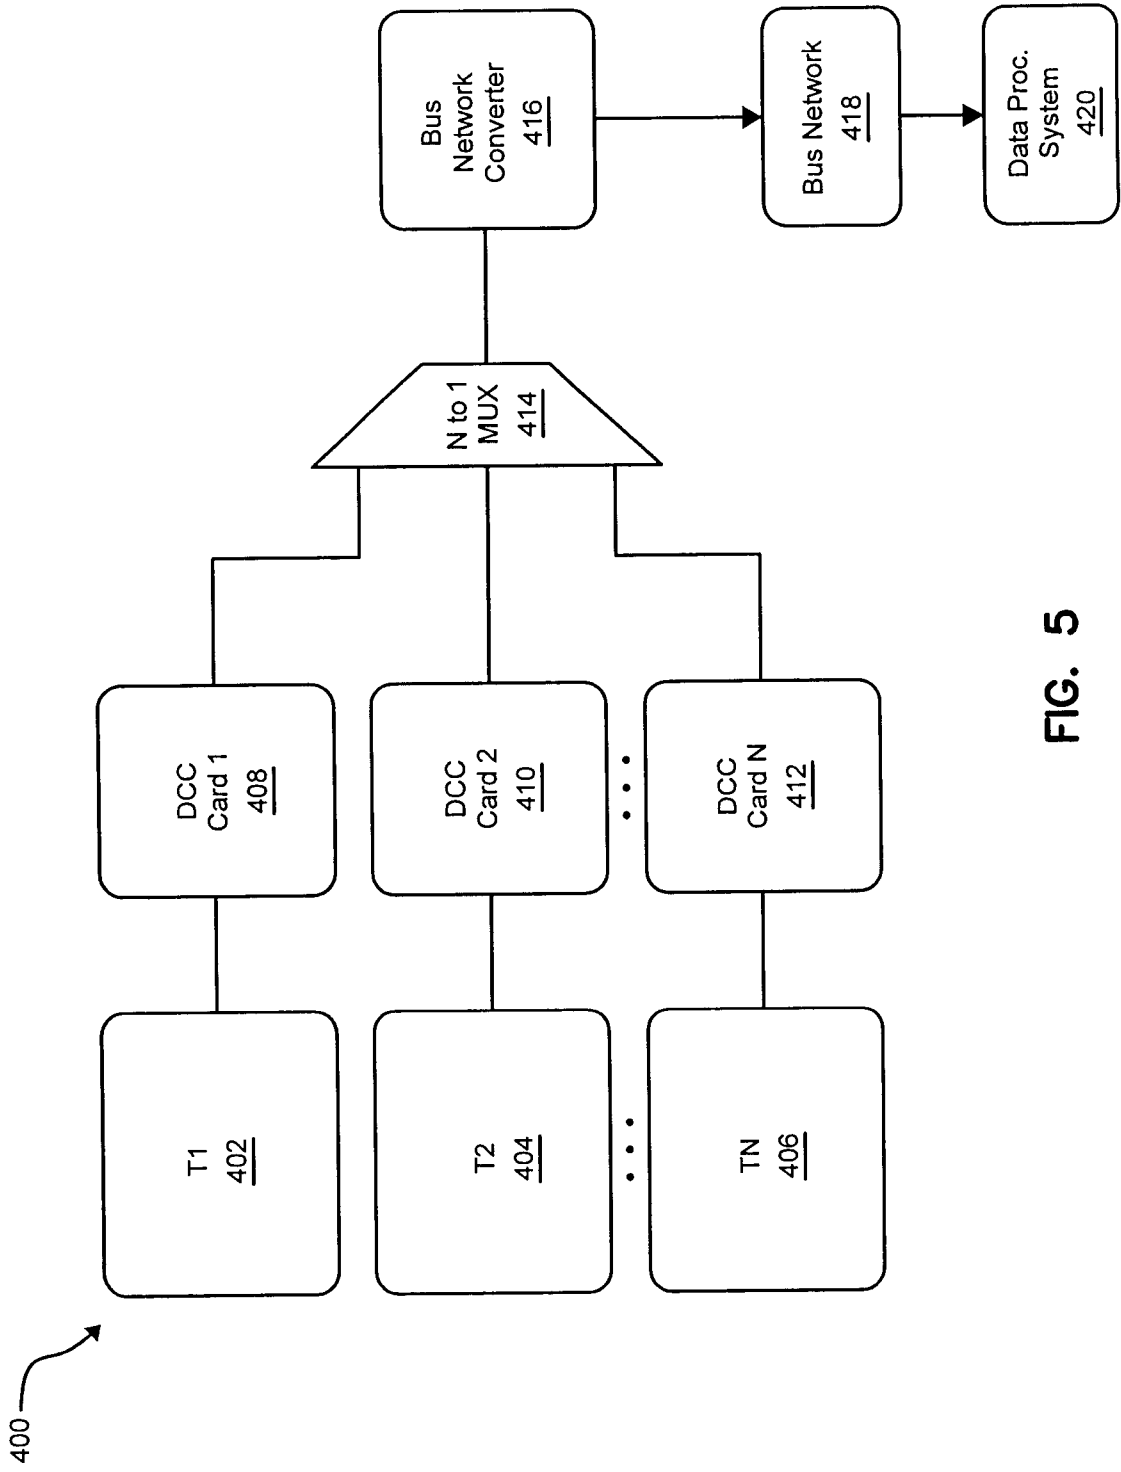 400
T1
402
T2
404
TN
406
DCC
Card 1
408
DCC
Card 2
410
DCC
Card N
412
N to 1
MUX
414
Bus
Network
Converter
416
Bus Network
418
Data Proc.
System
420
FIG. 5